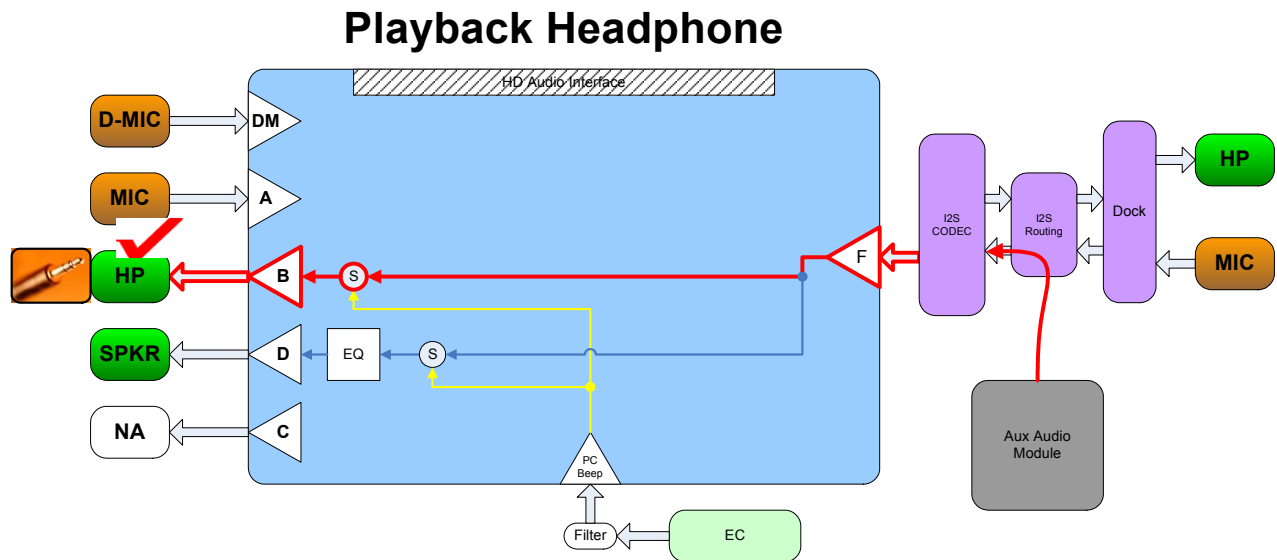 Playback Headphone
HD Audio Interface
D-MIC
DM
MIC
A
HP
B
S
F
SPKR
D
EQ
S
NA
C
PC
Beep
Filter
EC
I2S
CODEC
I2S
Routing
Dock
HP
MIC
Aux Audio
Module